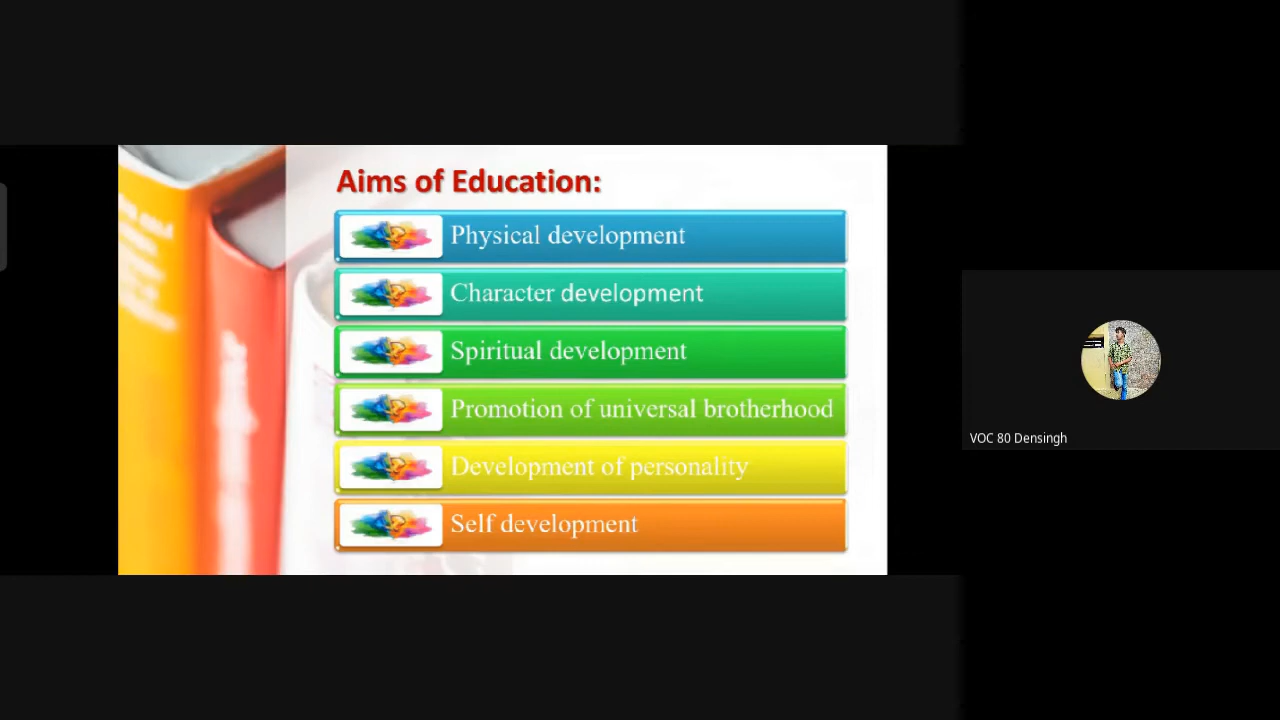 Aims of Education:
Physical development
Character development
Spiritual development
Promotion of universal brotherhood
Development of personality
Self development
VOC 80 Densingh